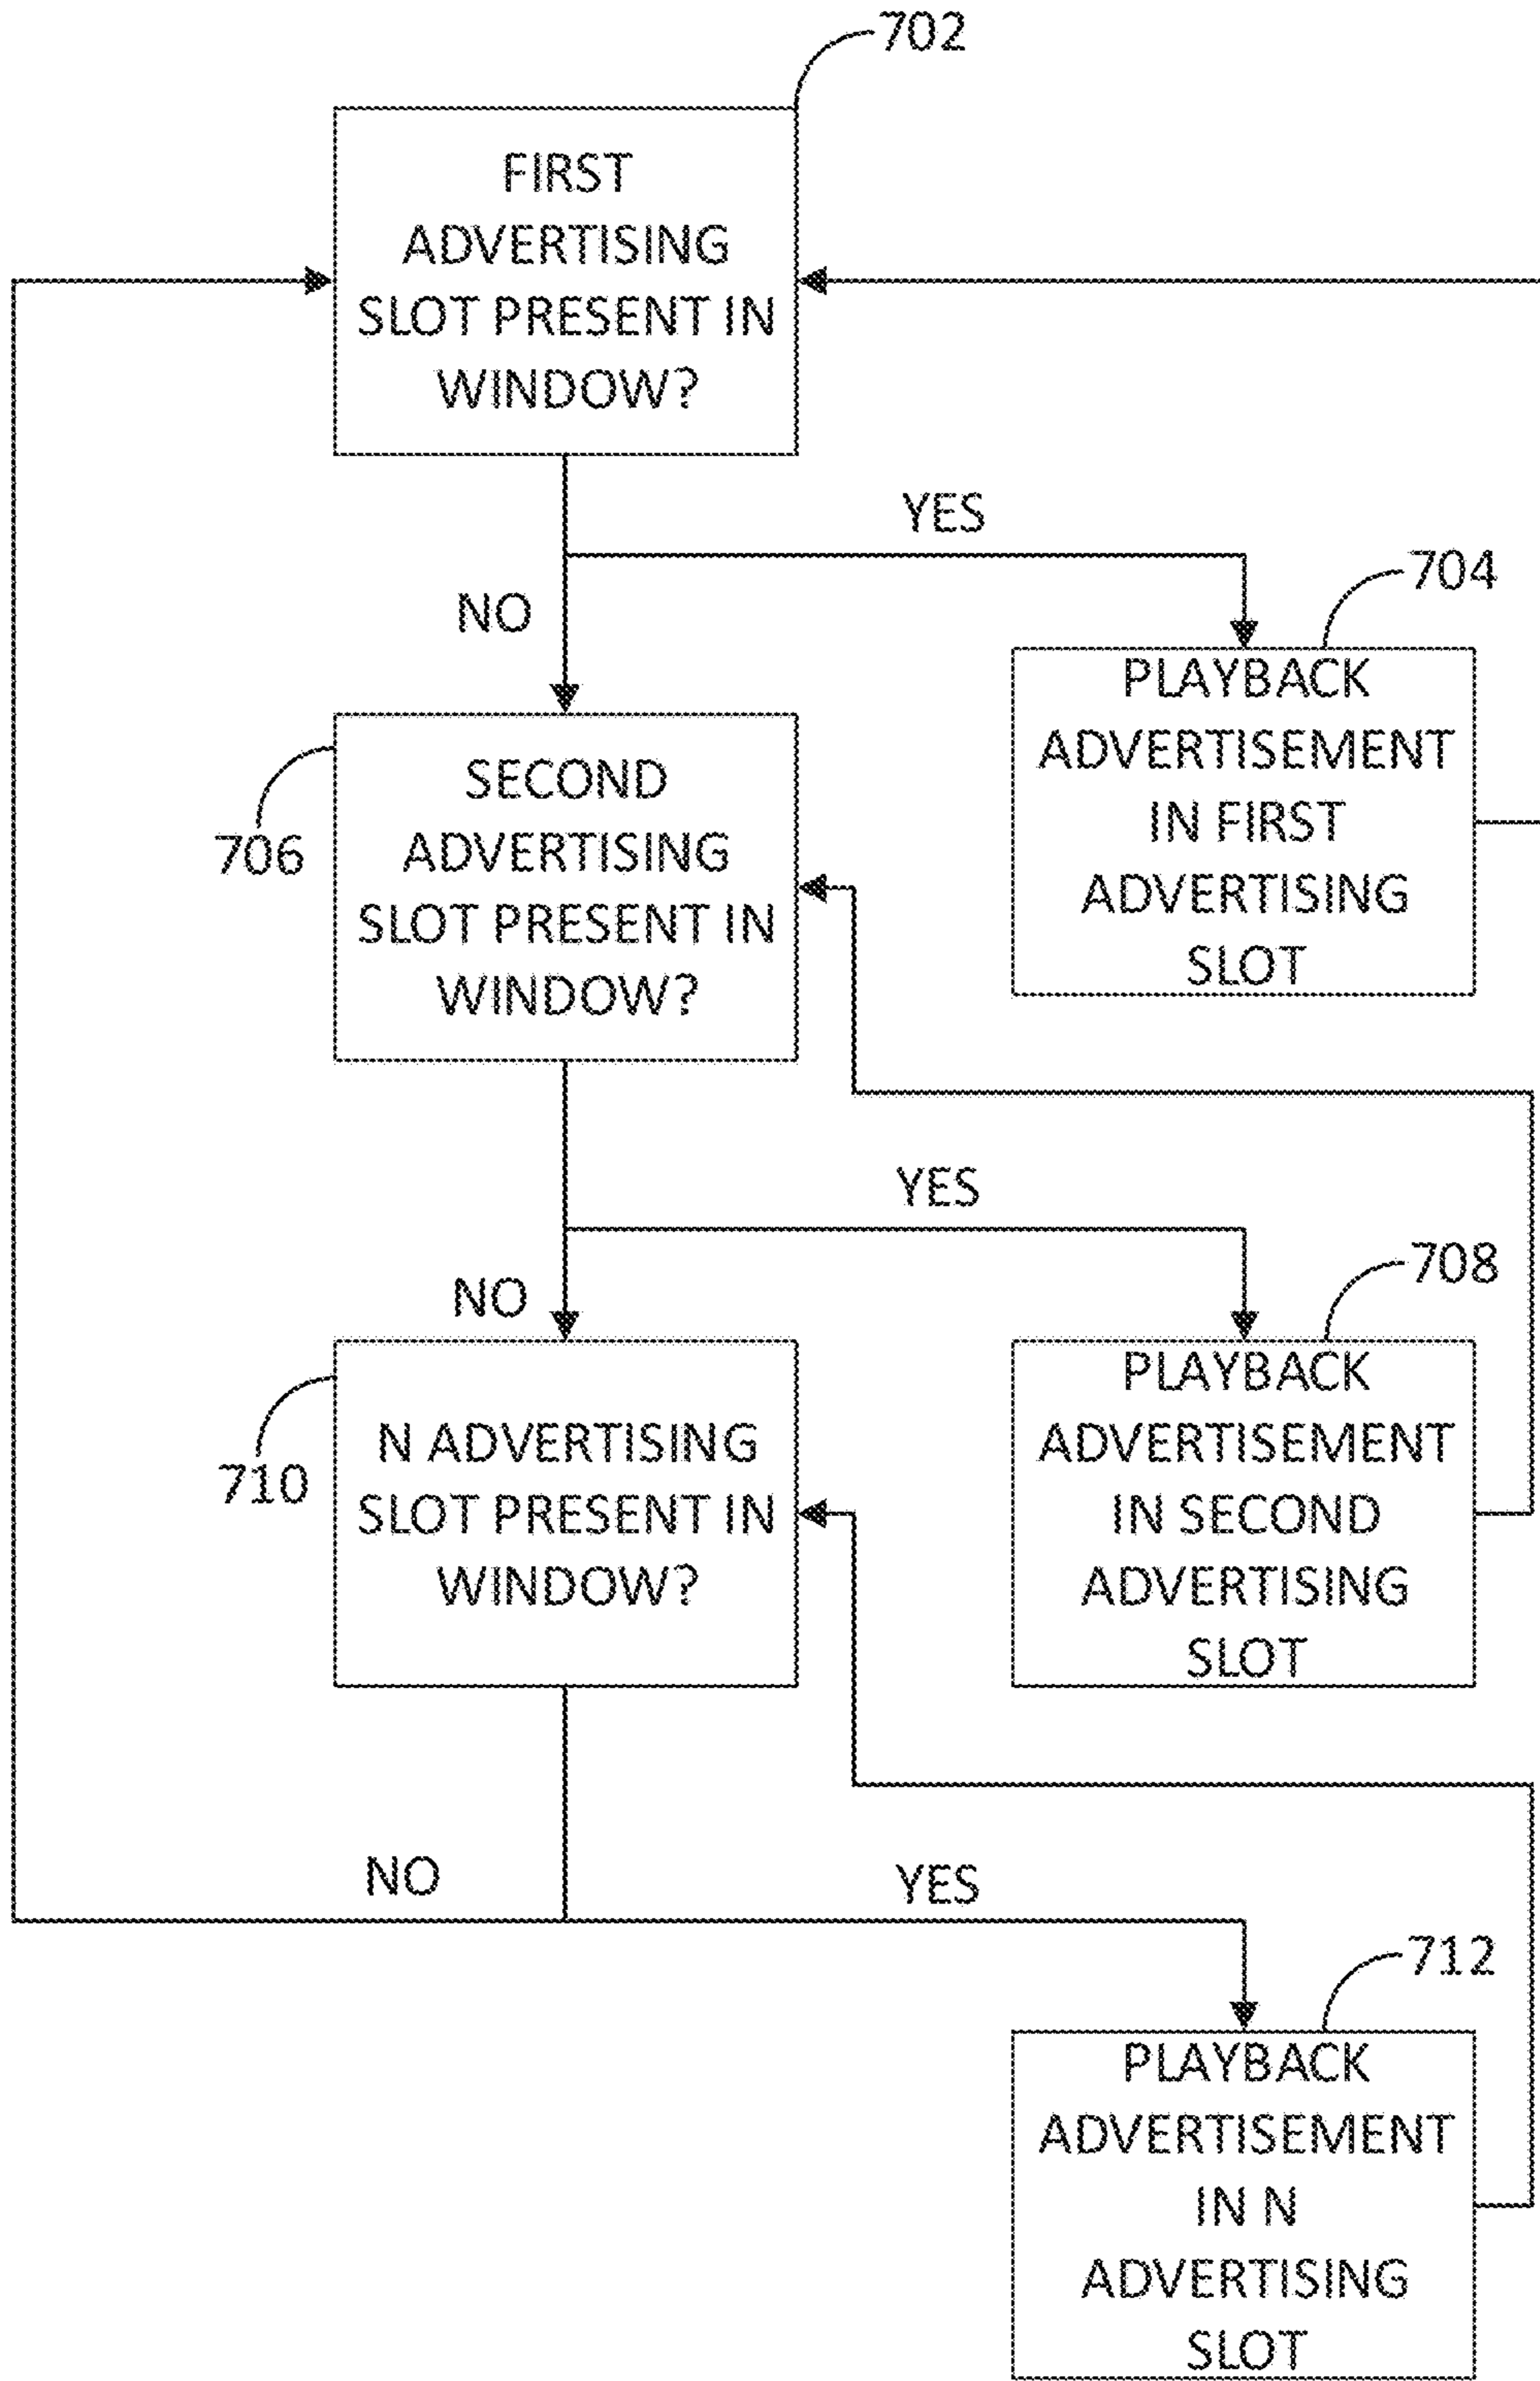 702
FIRST
ADVERTISING
SLOT PRESENT IN
WINDOW?
YES
NO
704
PLAYBACK
ADVERTISEMENT
IN FIRST
ADVERTISING
SLOT
706
SECOND
ADVERTISING
SLOT PRESENT IN
WINDOW?
YES
NO
708
PLAYBACK
ADVERTISEMENT
IN SECOND
ADVERTISING
SLOT
710
N ADVERTISING
SLOT PRESENT IN
WINDOW?
NO
YES
712
PLAYBACK
ADVERTISEMENT
IN N
ADVERTISING
SLOT